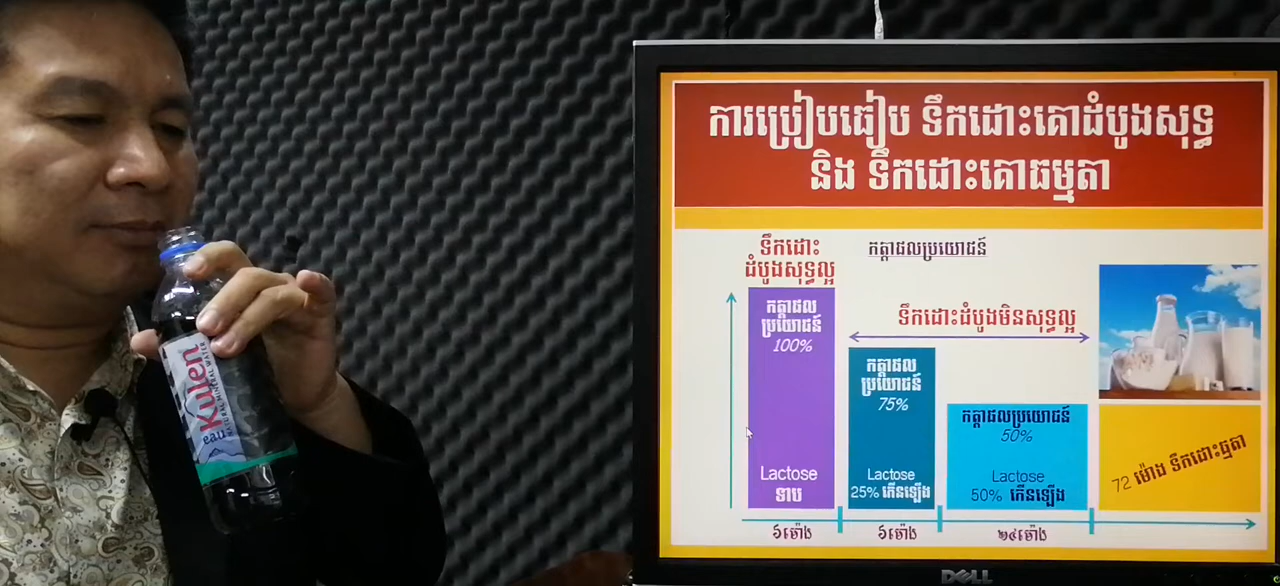 eau
Kulen
NATURAL MINERAL WATER
ការប្រៀបធៀប ទឹកដោះគោដំបូងសុទ្ធ
និង ទឹកដោះគោធម្មតា
ទឹកដោះ
ដំបូងសុទ្ធល្អ
កត្តាផលប្រយោជន៍
ទឹកដោះដំបូងមិនសុទ្ធល្អ
កត្តាផល
ប្រយោជន៍
100%
Lactose
ទាប
កត្តាផល
ប្រយោជន៍
75%
Lactose
25% កើនឡើង
កត្តាផលប្រយោជន៍
50%
Lactose
50% កើនឡើង
72 ម៉ោង ទឹកដោះធ្មតា
៦ម៉ោង
៦ម៉ោង
២៤ម៉ោង
DELL